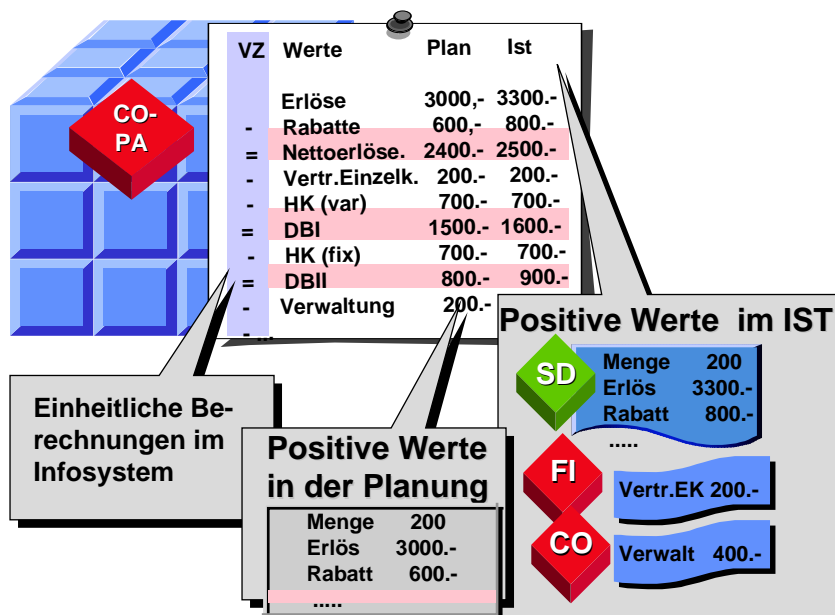 VZ Werte Plan Ist
Erlöse 3000,- 3300.-
- Rabatte 600,- 800.-
= Nettoerlöse. 2400.- 2500.-
- Vertr.Einzelk. 200.- 200.-
- HK (var) 700.- 700.-
= DBI 1500.- 1600.-
- HK (fix) 700.- 700.-
= DBII 800.- 900.-
- Verwaltung 200.-
- ...
CO-
PA
Einheitliche Be-
rechnungen im
Infosystem
Positive Werte
in der Planung
Menge 200
Erlös 3000.-
Rabatt 600.-
.....
Positive Werte im IST
SD
Menge 200
Erlös 3300.-
Rabatt 800.-
.....
FI
Vertr.EK 200.-
CO
Verwalt 400.-